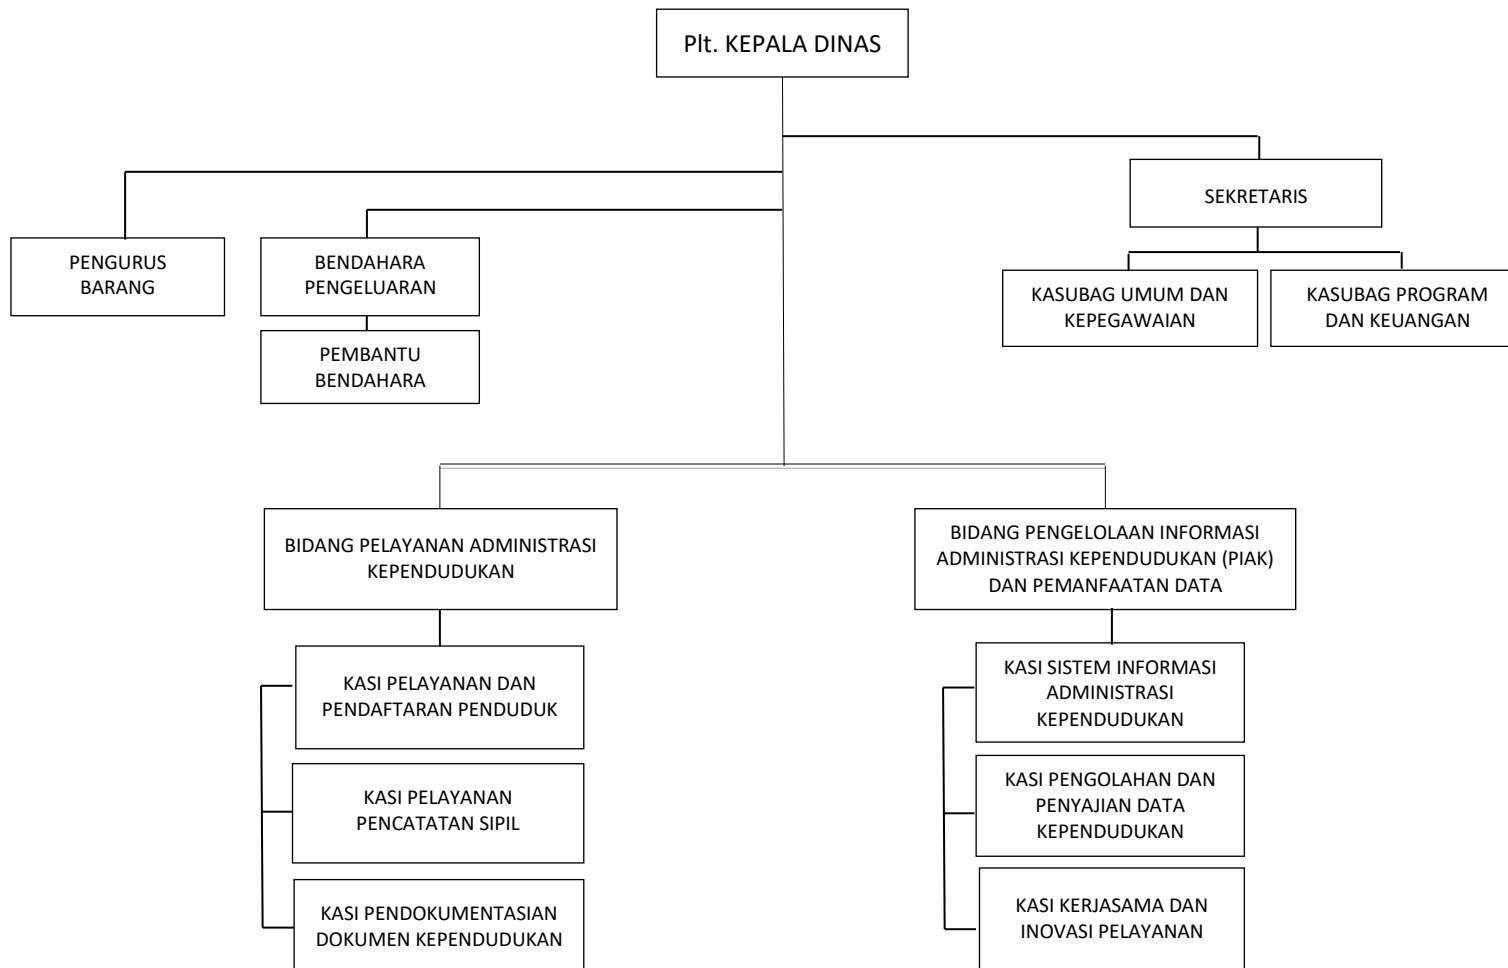 Plt. KEPALA DINAS
SEKRETARIS
PENGURUS
BARANG
BENDAHARA
PENGELUARAN
KASUBAG UMUM DAN
KEPEGAWAIAN
KASUBAG PROGRAM
DAN KEUANGAN
PEMBANTU
BENDAHARA
BIDANG PELAYANAN ADMINISTRASI
KEPENDUDUKAN
BIDANG PENGELOLAAN INFORMASI
ADMINISTRASI KEPENDUDUKAN (PIAK)
DAN PEMANFAATAN DATA
KASI PELAYANAN DAN
PENDAFTARAN PENDUDUK
KASI PELAYANAN
PENCATATAN SIPIL
KASI PENDOKUMENTASIAN
DOKUMEN KEPENDUDUKAN
KASI SISTEM INFORMASI
ADMINISTRASI
KEPENDUDUKAN
KASI PENGOLAHAN DAN
PENYAJIAN DATA
KEPENDUDUKAN
KASI KERJASAMA DAN
INOVASI PELAYANAN